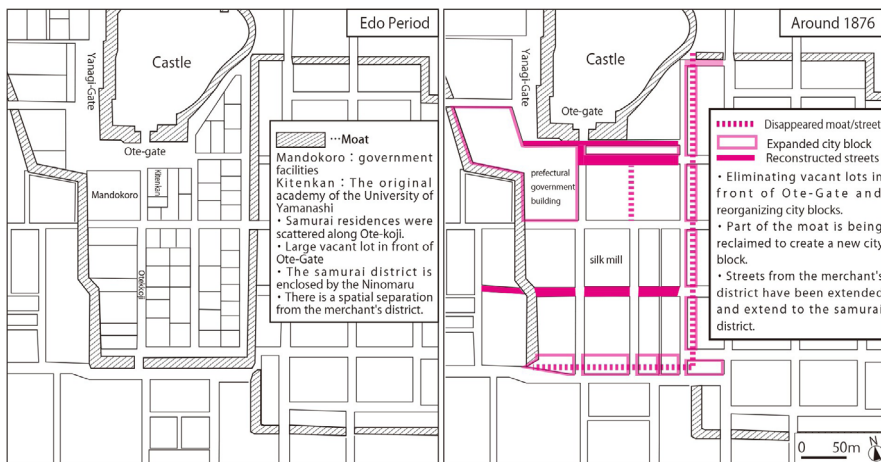 Edo Period
Castle
Yanagi-Gate
Ote-gate
Mandokoro
Kitenkan
Otekoji
···Moat
Mandokoro：government
facilities
Kitenkan：The original
academy of the University of
Yamanashi
・Samurai residences were
scattered along Ote-koji.
・Large vacant lot in front of
Ote-Gate
・The samurai district is
enclosed by the Ninomaru
・There is a spatial separation
from the merchant's district.
Around 1876
Castle
Yanagi-Gate
Ote-gate
prefectural
government
building
silk mill
Disappeared moat/street
Expanded city block
Reconstructed streets
・Eliminating vacant lots in
front of Ote-Gate and
reorganizing city blocks.
・Part of the moat is being
reclaimed to create a new city
block.
・Streets from the merchant's
district have been extended
and extend to the samurai
district.
0 50m
N